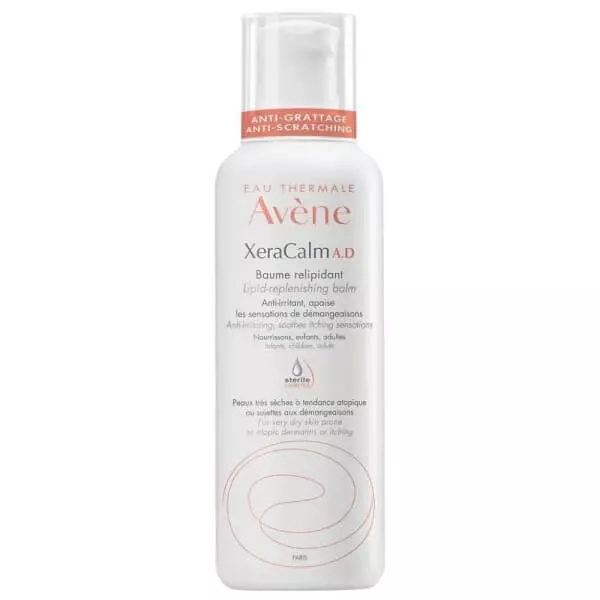 ANTI-GRATTAGE
ANTI-SCRATCHING
EAU THERMALE
Avène
XeraCalm A.D
Baume relipidant
Lipid-replenishing balm
Anti-irritant, apaise
les sensations de démangeaisons
Anti-irritating, soothes itching sensations
Nourrissons, enfants, adultes
Infants, children, adults
sterile
Peaux très sèches à tendance atopique
ou sujettes aux démangeaisons
For very dry skin prone
to atopic dermatitis or itching
PARIS